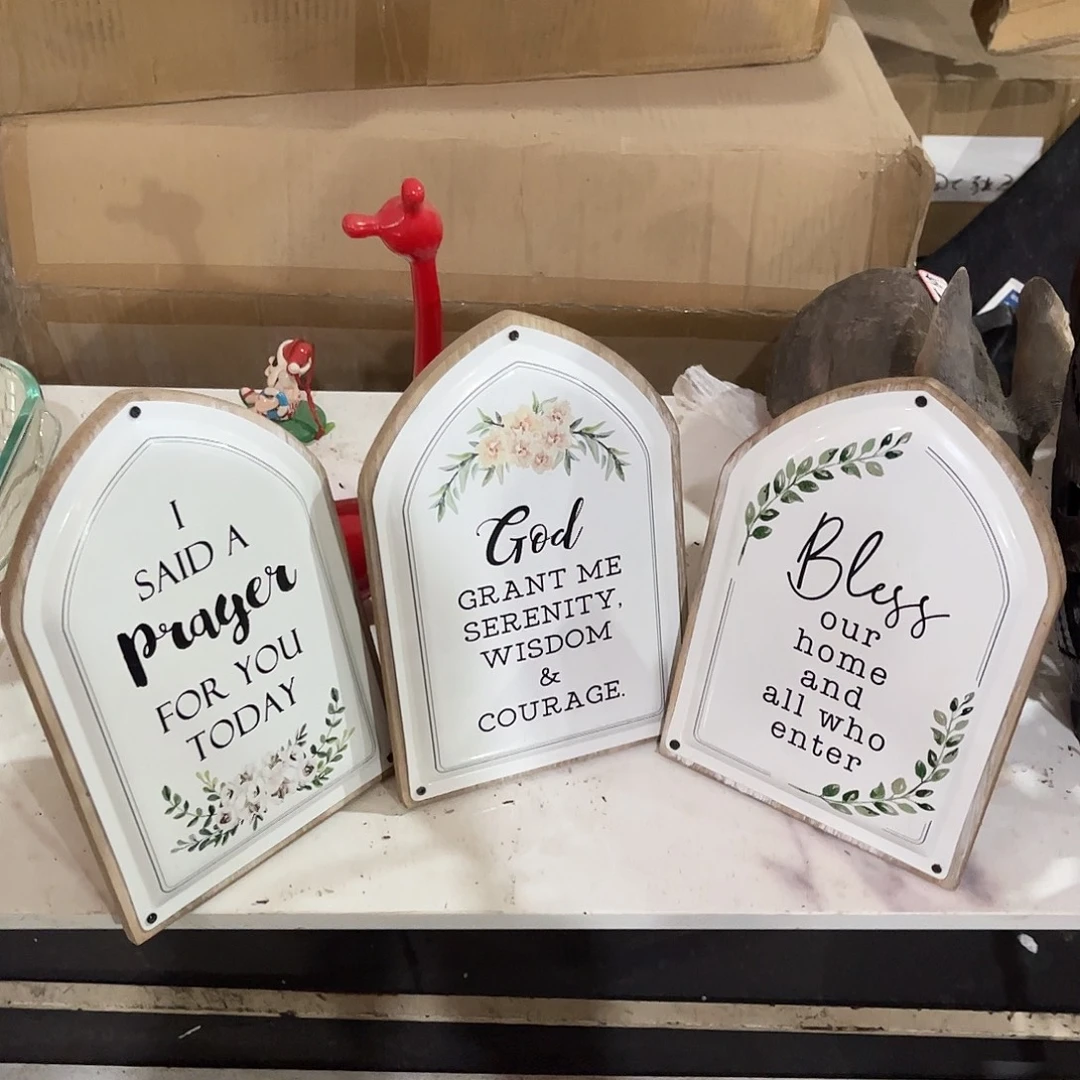 I
SAID A
prayer
FOR YOU
TODAY
God
GRANT ME
SERENITY,
WISDOM
&
COURAGE.
Bless
our
home
and
all who
enter